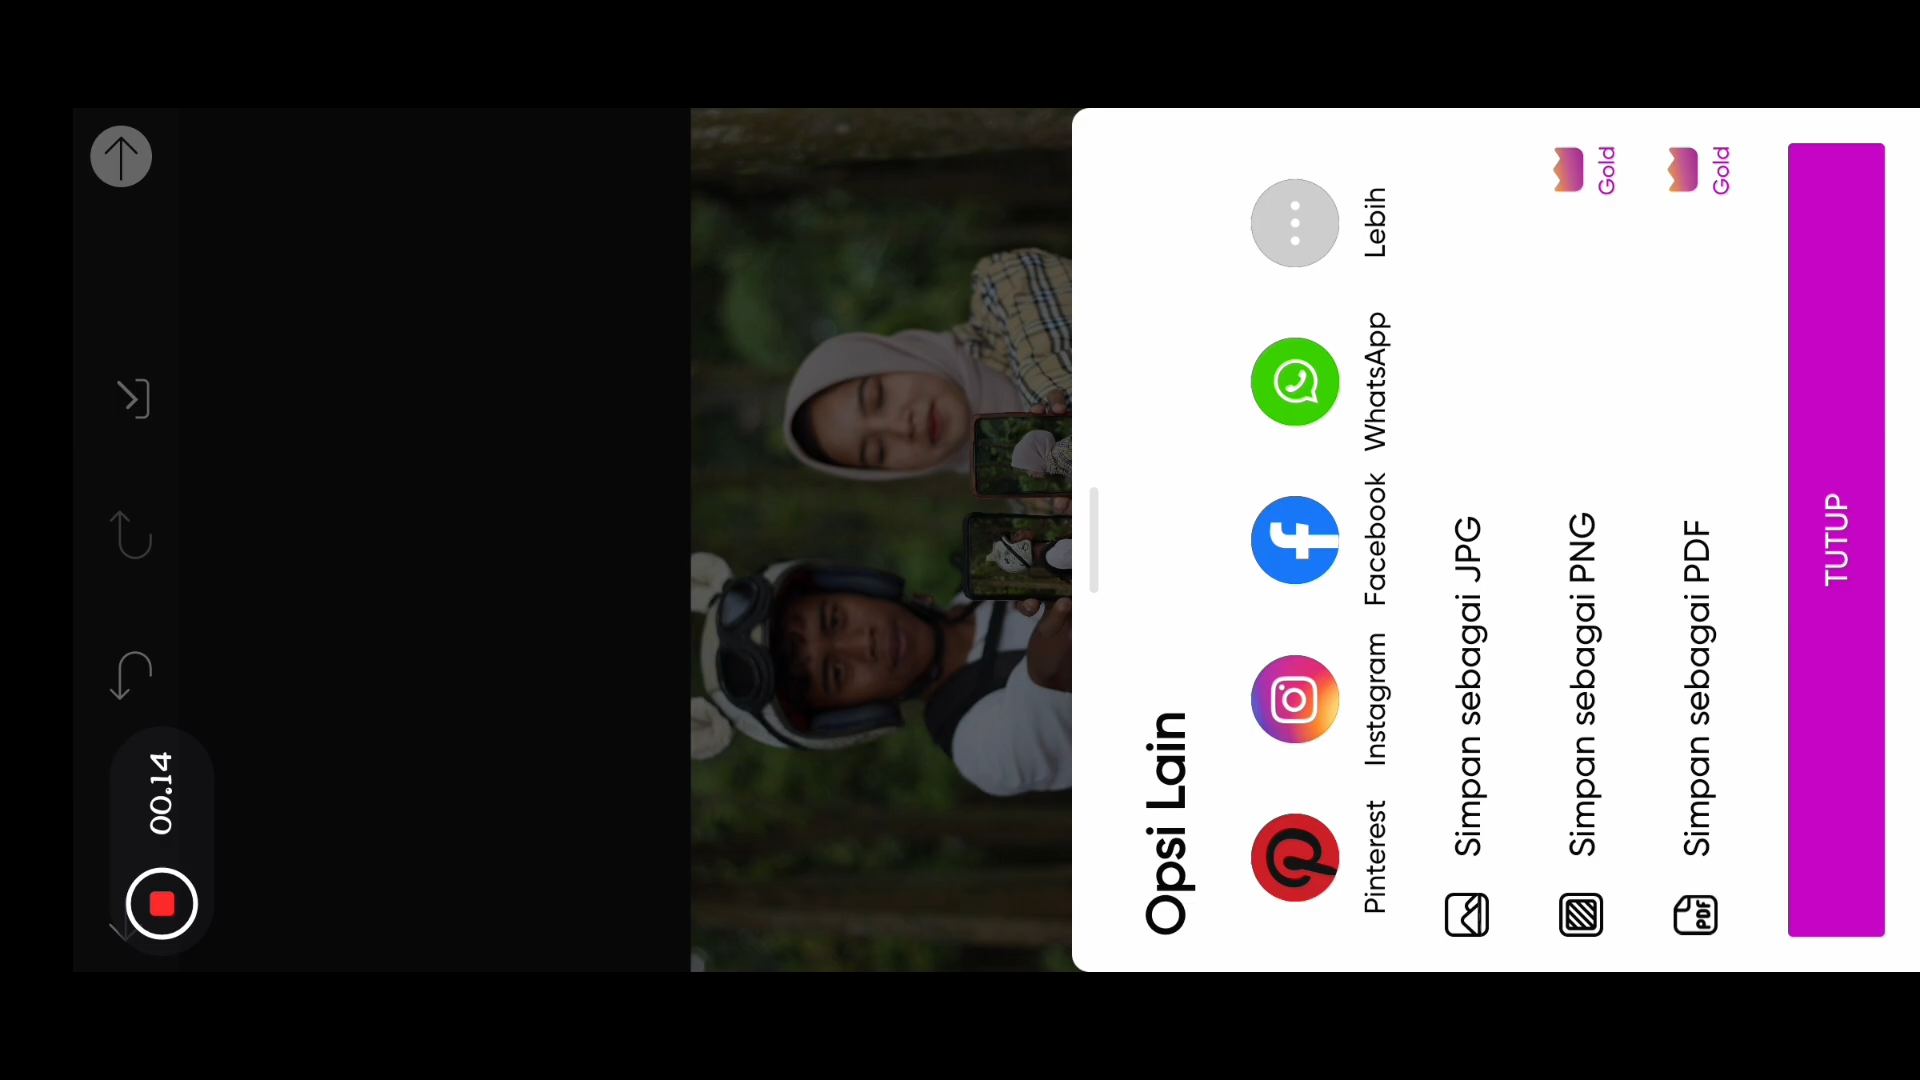 00.14
Opsi Lain
Pinterest
Instagram
Facebook
WhatsApp
Lebih
Simpan sebagai JPG
Simpan sebagai PNG
Gold
PDF
Simpan sebagai PDF
Gold
TUTUP